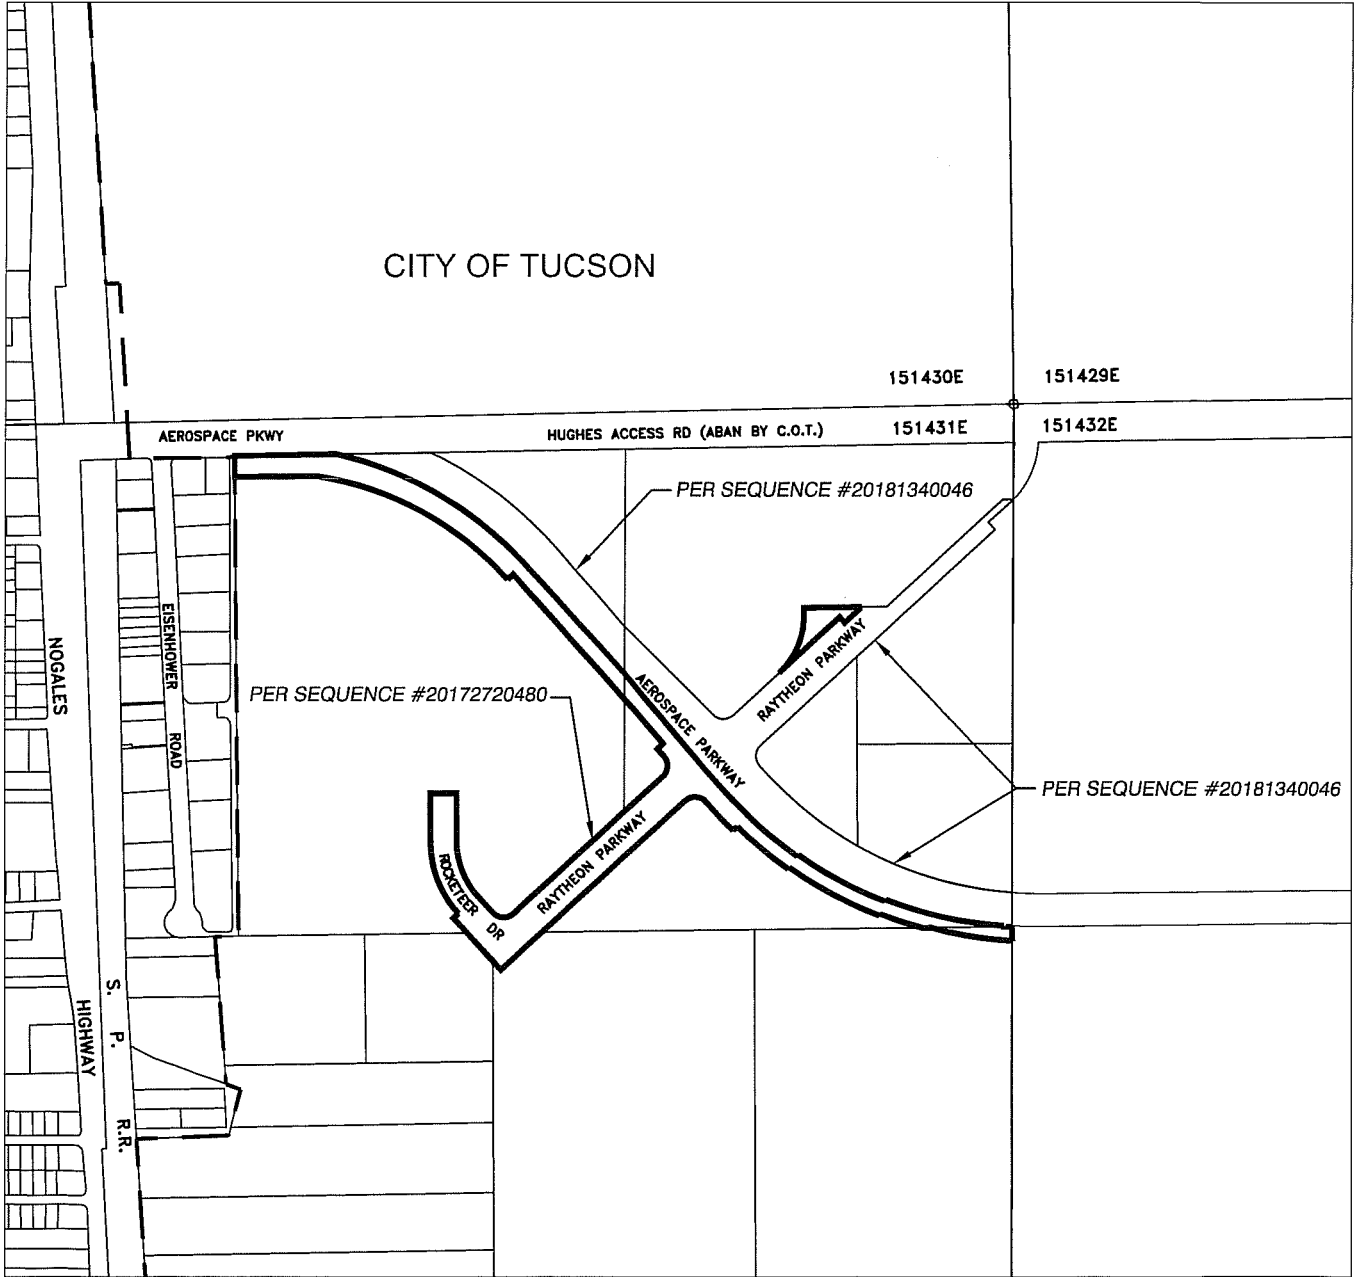 CITY OF TUCSON
151430E
151429E
AEROSPACE PKWY
HUGHES ACCESS RD (ABAN BY C.O.T.)
151431E
151432E
PER SEQUENCE #20181340046
EISENHOWER ROAD
NOGALES HIGHWAY
PER SEQUENCE #20172720480
AEROSPACE PARKWAY
RAYTHEON PARKWAY
PER SEQUENCE #20181340046
RAYTHEON PARKWAY
ROCKETEER DR
S. P. R.R.